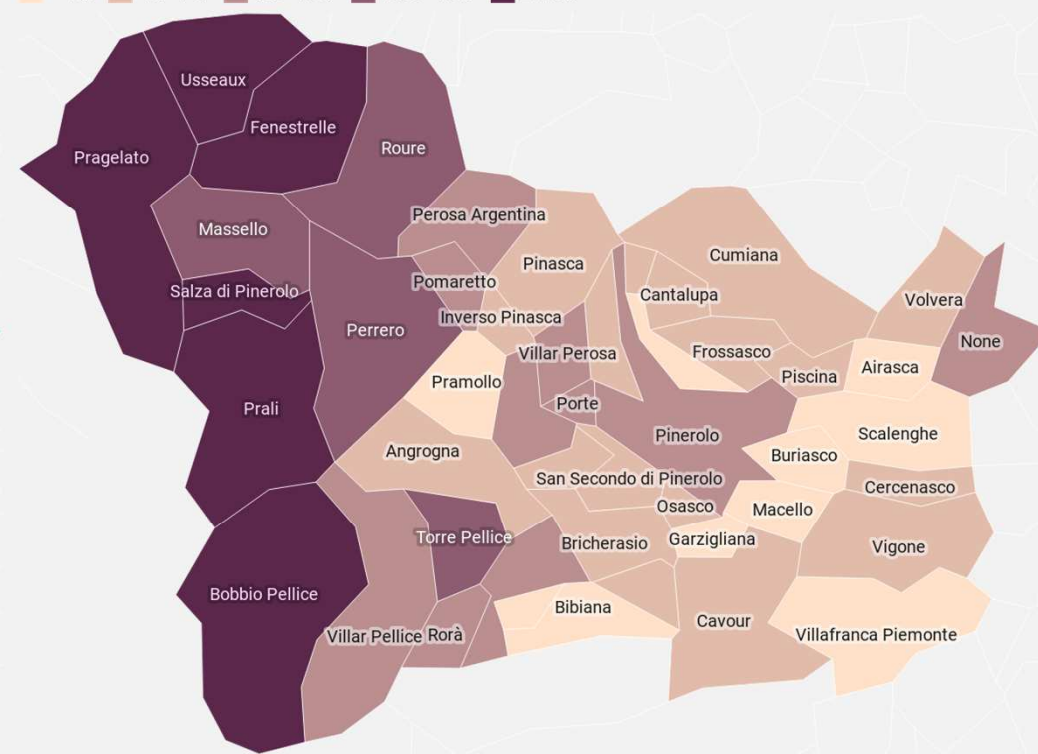 Usseaux
Fenestrelle
Pragelato
Roure
Perosa Argentina
Massello
Cumiana
Pinasca
Pomaretto
Salza di Pinerolo
Cantalupa
Volvera
Inverso Pinasca
Perrero
None
Villar Perosa
Frossasco
Airasca
Pramollo
Piscina
Porte
Prali
Pinerolo
Scalenghe
Angrogna
Buriasco
San Secondo di Pinerolo
Cercenasco
Osasco
Macello
Torre Pellice
Garzigliana
Bricherasio
Vigone
Bobbio Pellice
Bibiana
Cavour
Villar Pellice
Rorà
Villafranca Piemonte